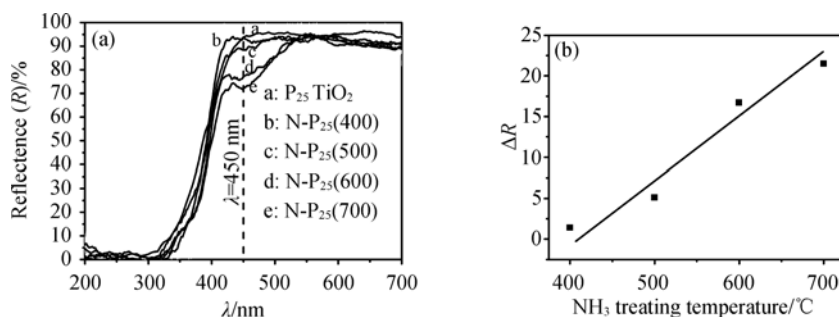 (a)
Reflectence (R)/%
100
90
80
70
60
50
40
30
20
10
0
a
b
c
d
e
λ=450 nm
a: P₂₅ TiO₂
b: N-P₂₅(400)
c: N-P₂₅(500)
d: N-P₂₅(600)
e: N-P₂₅(700)
200 300 400 500 600 700
λ/nm
(b)
ΔR
25
20
15
10
5
0
400 500 600 700
NH₃ treating temperature/℃